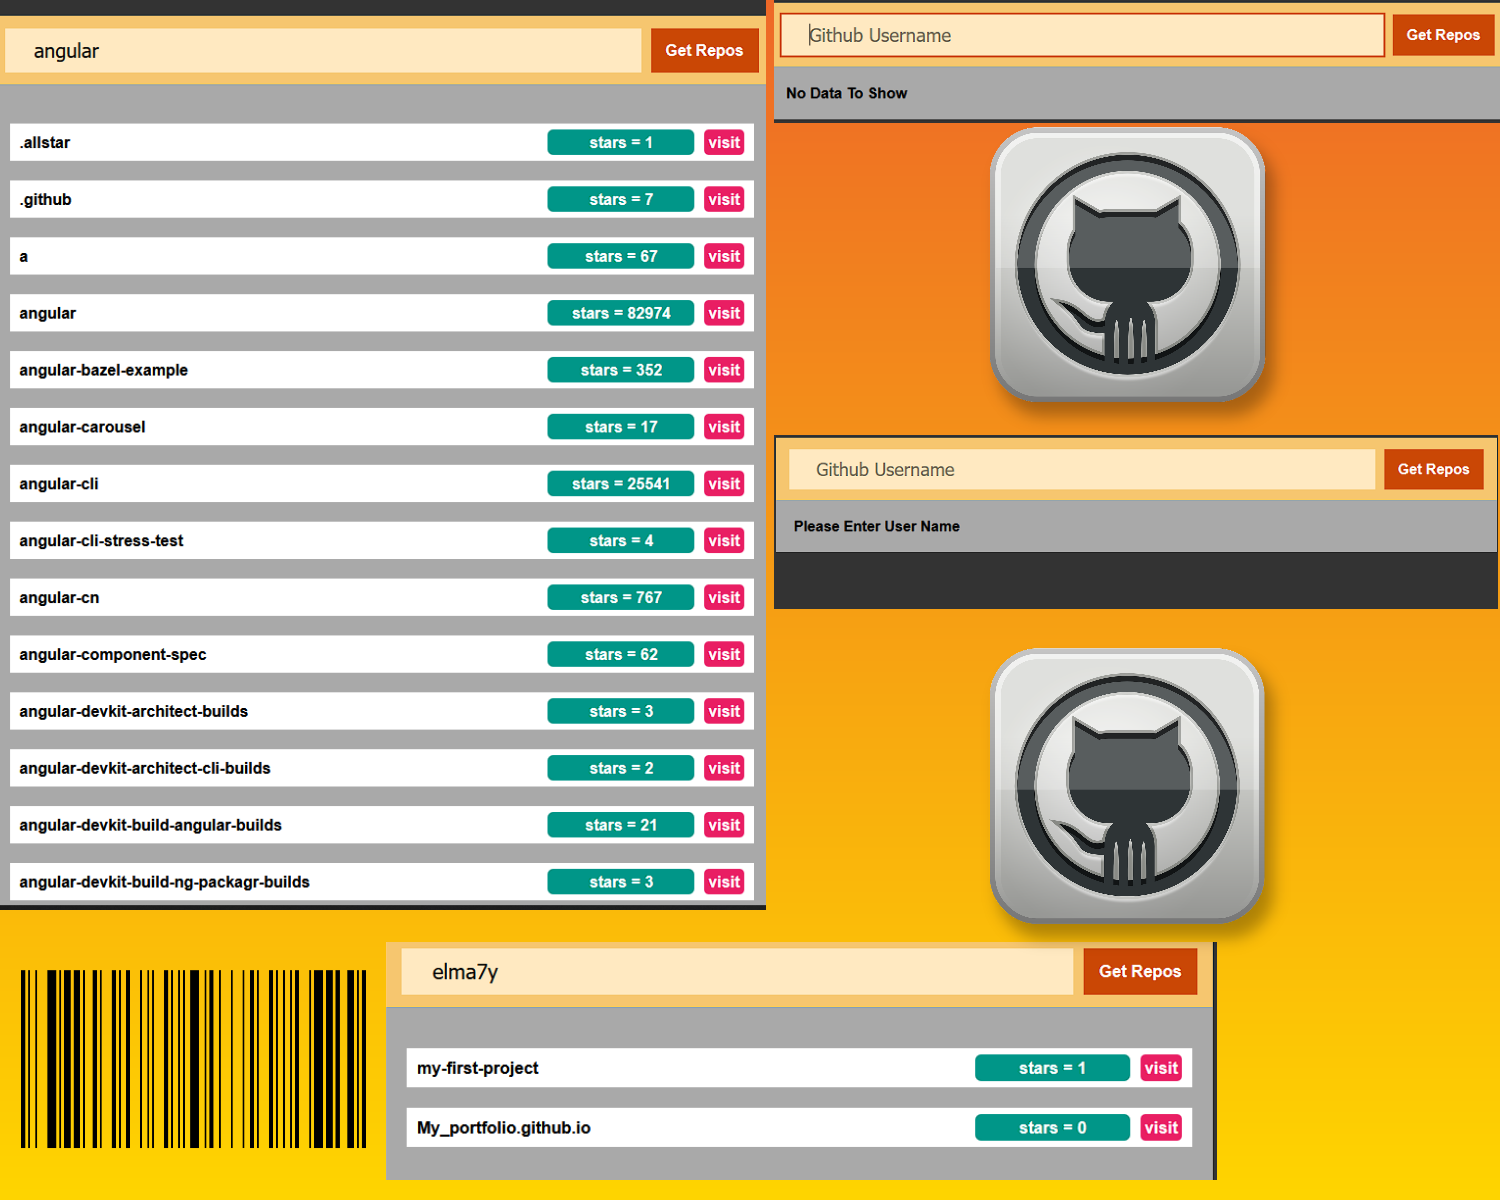 angular
Get Repos
.allstar stars = 1 visit
.github stars = 7 visit
a stars = 67 visit
angular stars = 82974 visit
angular-bazel-example stars = 352 visit
angular-carousel stars = 17 visit
angular-cli stars = 25541 visit
angular-cli-stress-test stars = 4 visit
angular-cn stars = 767 visit
angular-component-spec stars = 62 visit
angular-devkit-architect-builds stars = 3 visit
angular-devkit-architect-cli-builds stars = 2 visit
angular-devkit-build-angular-builds stars = 21 visit
angular-devkit-build-ng-packagr-builds stars = 3 visit
Github Username
Get Repos
No Data To Show
Github Username
Get Repos
Please Enter User Name
elma7y
Get Repos
my-first-project stars = 1 visit
My_portfolio.github.io stars = 0 visit